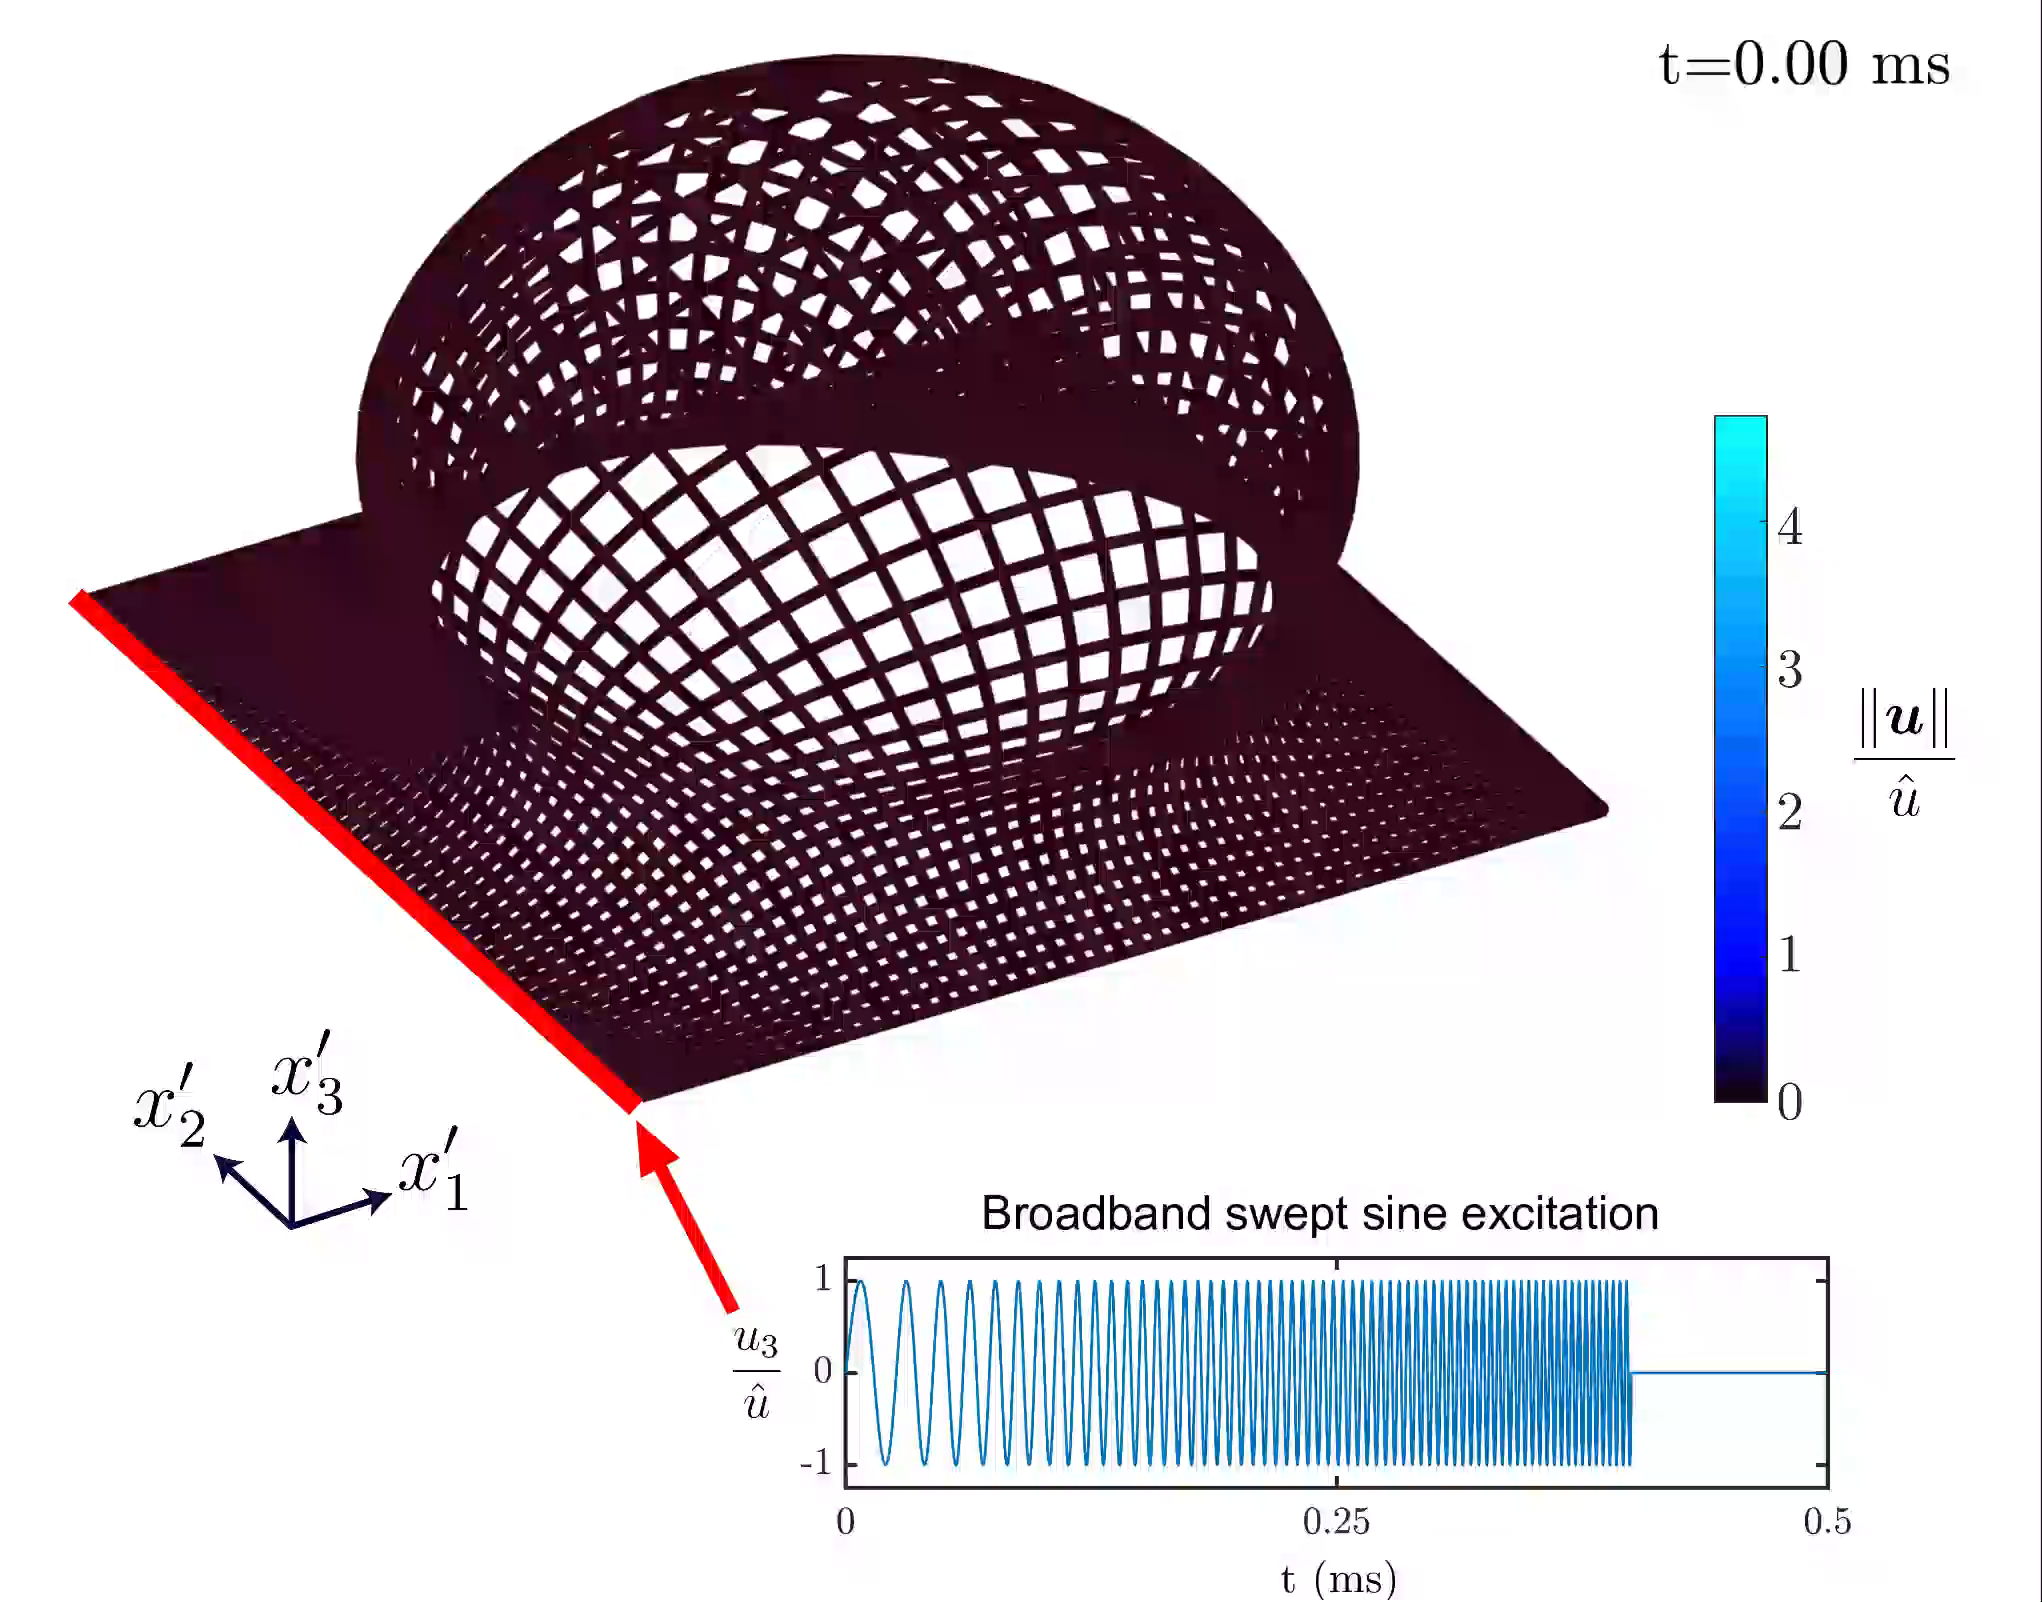 t=0.00 ms
4
3
2
1
0
‖u‖
û
x′3
x′2
x′1
Broadband swept sine excitation
u3
û
1
0
-1
0 0.25 0.5
t (ms)